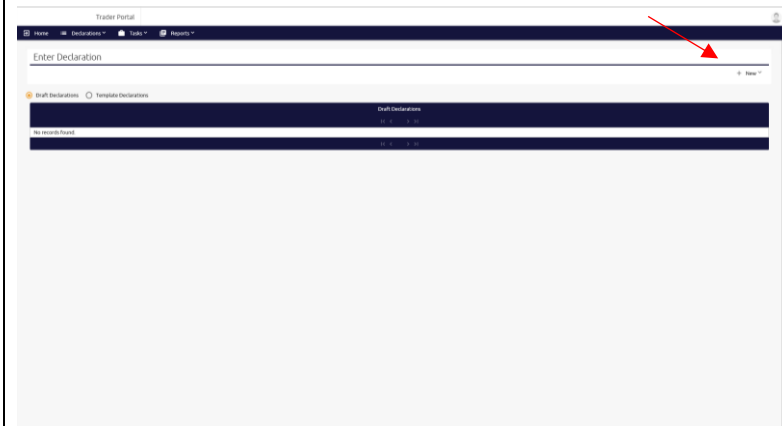 Trader Portal
Home Declarations Tasks Reports
Enter Declaration
+ New
Draft Declarations Template Declarations
Draft Declarations
No records found.